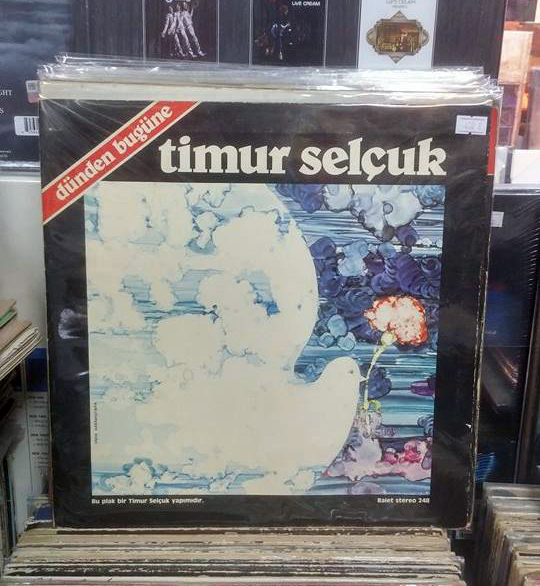 LIVE CREAM
dünden bugüne
timur selçuk
Bu plak bir Timur Selçuk yapımıdır.
Balet stereo 248